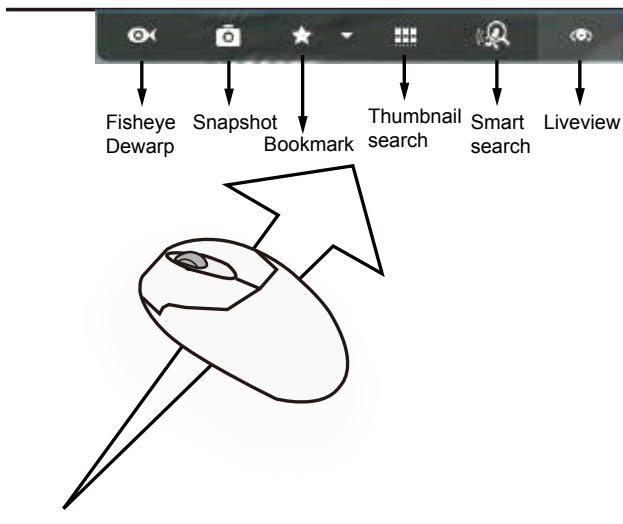 Fisheye
Dewarp
Snapshot
Bookmark
Thumbnail
search
Smart
search
Liveview